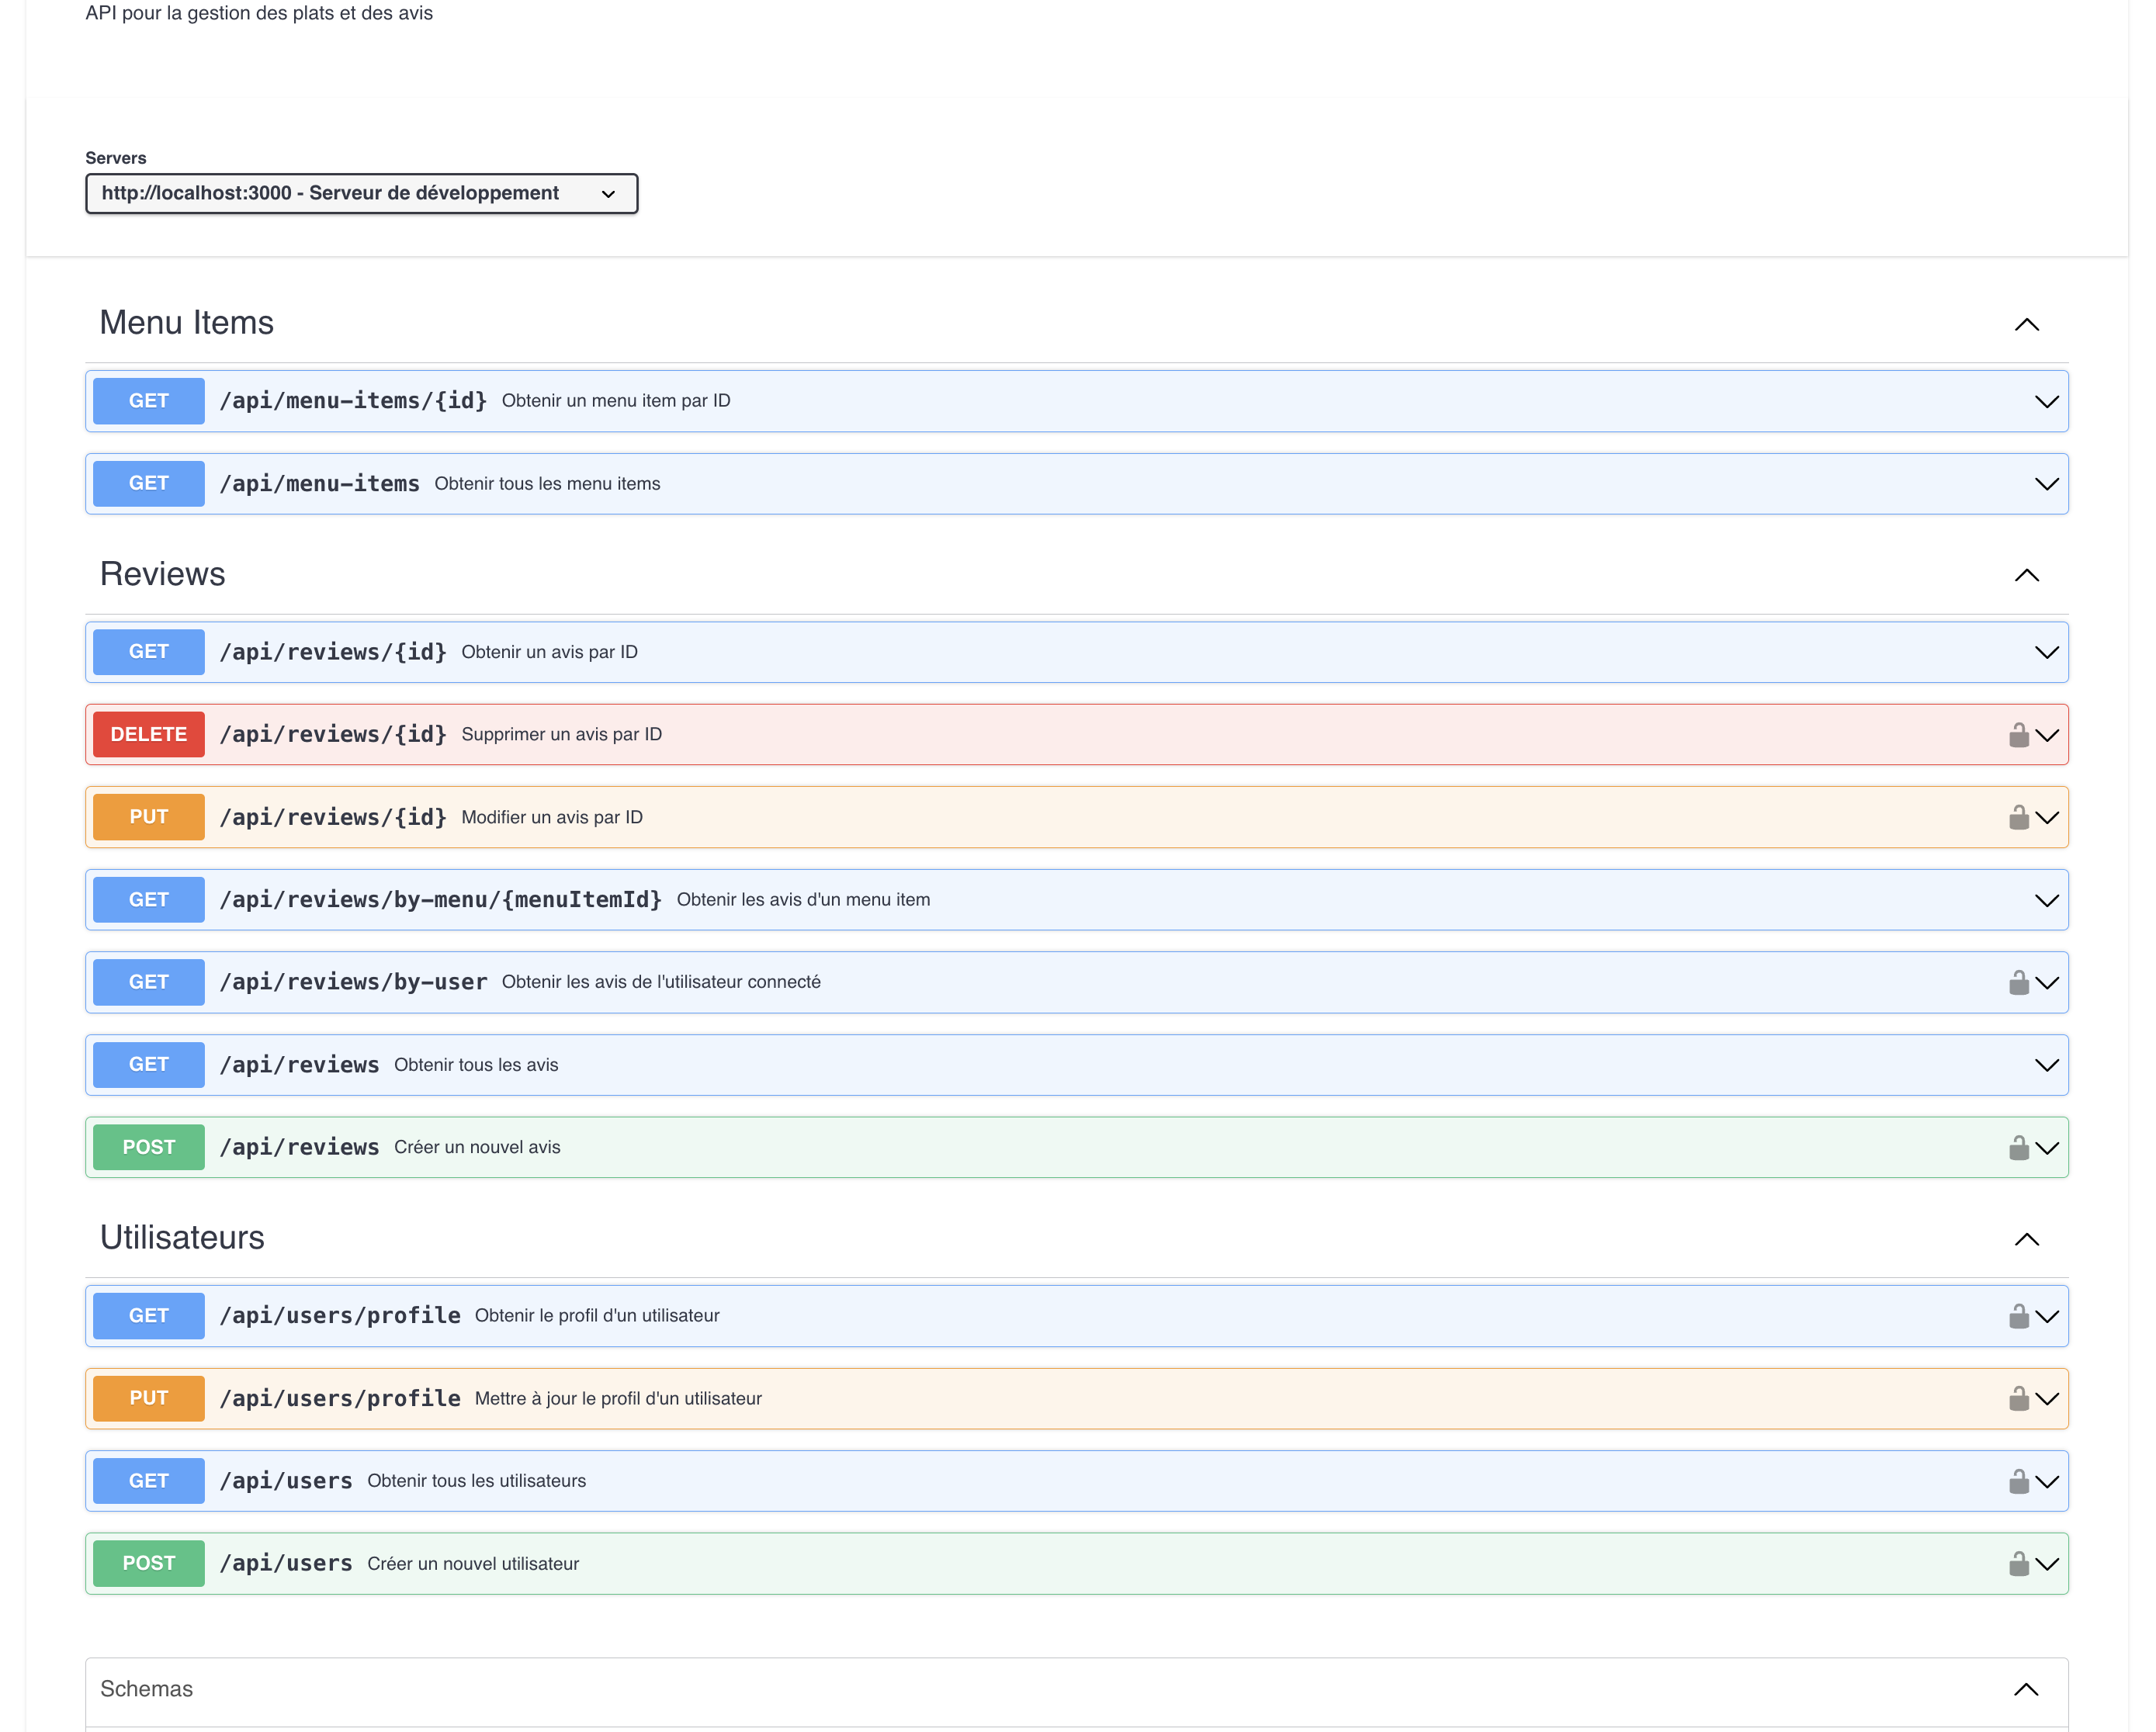 API pour la gestion des plats et des avis
Servers
http://localhost:3000 - Serveur de développement
Menu Items
GET /api/menu-items/{id} Obtenir un menu item par ID
GET /api/menu-items Obtenir tous les menu items
Reviews
GET /api/reviews/{id} Obtenir un avis par ID
DELETE /api/reviews/{id} Supprimer un avis par ID
PUT /api/reviews/{id} Modifier un avis par ID
GET /api/reviews/by-menu/{menuItemId} Obtenir les avis d'un menu item
GET /api/reviews/by-user Obtenir les avis de l'utilisateur connecté
GET /api/reviews Obtenir tous les avis
POST /api/reviews Créer un nouvel avis
Utilisateurs
GET /api/users/profile Obtenir le profil d'un utilisateur
PUT /api/users/profile Mettre à jour le profil d'un utilisateur
GET /api/users Obtenir tous les utilisateurs
POST /api/users Créer un nouvel utilisateur
Schemas